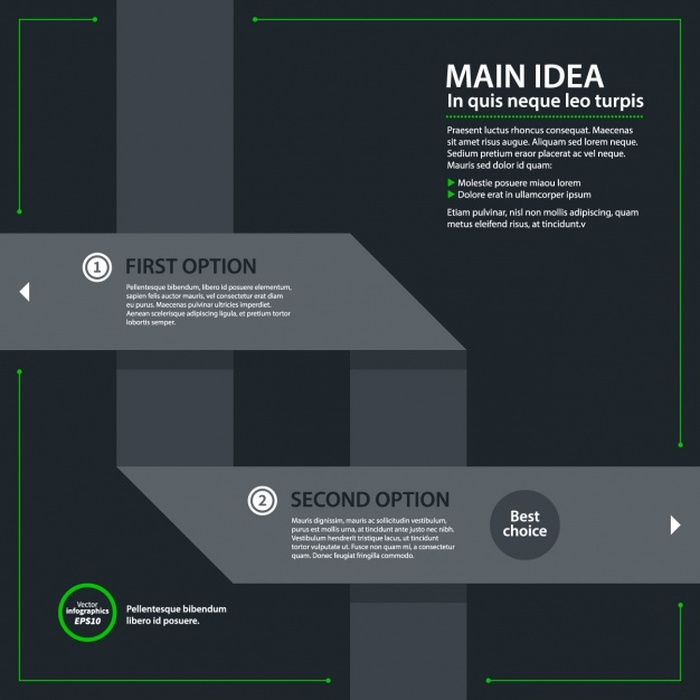 MAIN IDEA
In quis neque leo turpis
Praesent luctus rhoncus consequat. Maecenas
sit amet risus augue. Aliquam sed lorem neque.
Sedium pretium eraor placerat ac vel neque.
Mauris sed dolor id quam:
Molestie posuere miaou lorem
Dolore erat in ullamcorper ipsum
Etiam pulvinar, nisl non mollis adipiscing, quam
metus eleifend risus, at tincidunt.v
1
FIRST OPTION
Pellentesque bibendum, libero id posuere elementum,
sapien felis auctor mauris, vel consectetur erat diam
eu purus. Maecenas pulvinar ultricies imperdiet.
Aenean scelerisque adipiscing ligula, et pretium tortor
lobortis semper.
2
SECOND OPTION
Mauris dignissim, mauris ac sollicitudin vestibulum,
purus est mollis urna, at tincidunt ante justo nec nibh.
Vestibulum hendrerit tristique lacus, ut tincidunt
tortor vulputate ut. Fusce non quam mi, a consectetur
quam. Donec feugiat fringilla commodo.
Best
choice
Vector
infographics
EPS10
Pellentesque bibendum
libero id posuere.